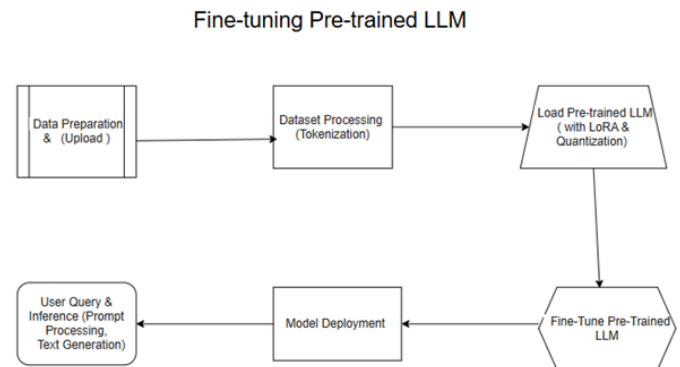 Fine-tuning Pre-trained LLM
Data Preparation
& (Upload )
Dataset Processing
(Tokenization)
Load Pre-trained LLM
( with LoRA &
Quantization)
User Query &
Inference (Prompt
Processing,
Text Generation)
Model Deployment
Fine-Tune Pre-Trained
LLM